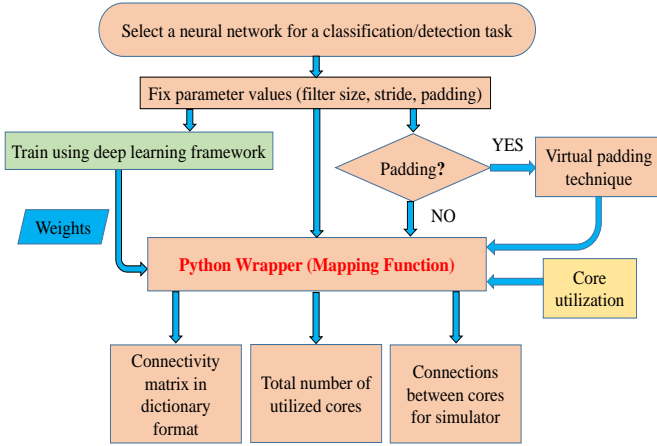 Select a neural network for a classification/detection task
Fix parameter values (filter size, stride, padding)
Train using deep learning framework
Padding?
YES
Virtual padding
technique
NO
Weights
Python Wrapper (Mapping Function)
Core
utilization
Connectivity
matrix in
dictionary
format
Total number of
utilized cores
Connections
between cores
for simulator